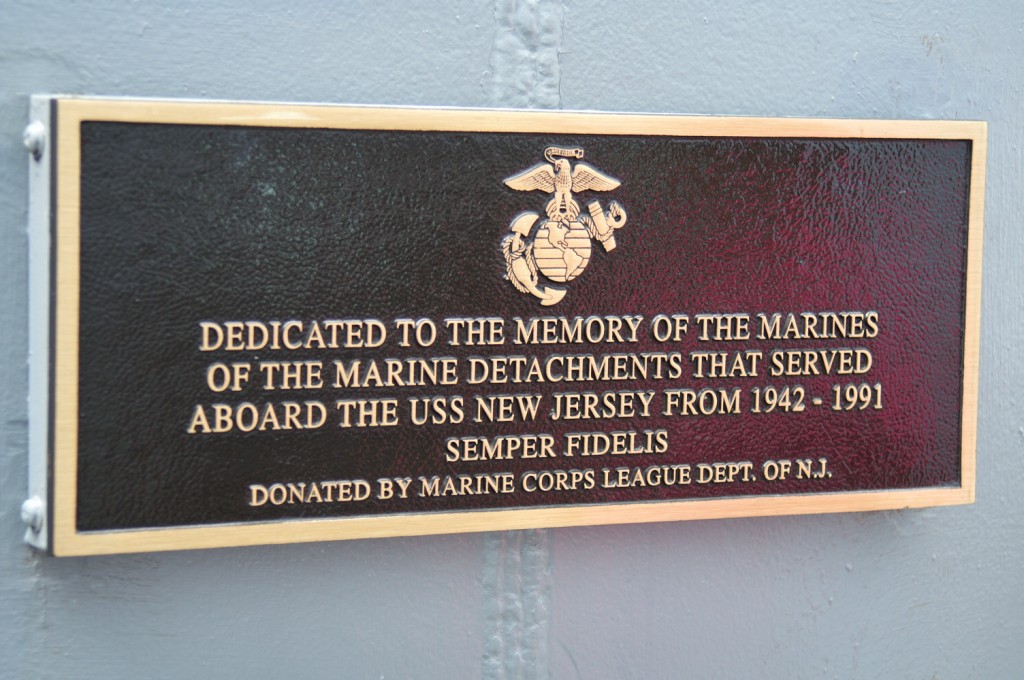 DEDICATED TO THE MEMORY OF THE MARINES
OF THE MARINE DETACHMENTS THAT SERVED
ABOARD THE USS NEW JERSEY FROM 1942 - 1991
SEMPER FIDELIS
DONATED BY MARINE CORPS LEAGUE DEPT. OF N.J.